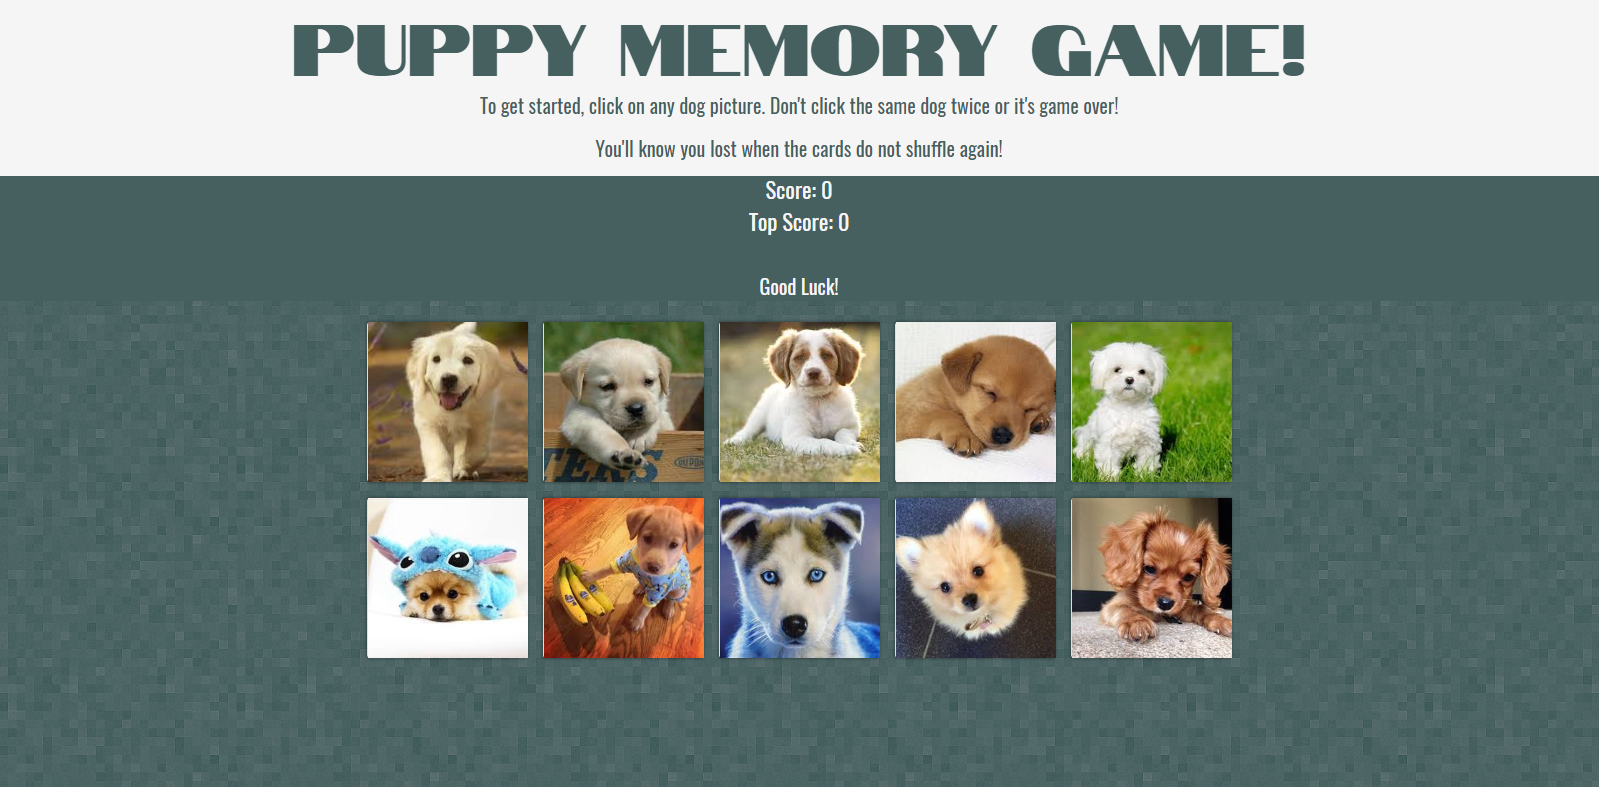 PUPPY MEMORY GAME!
To get started, click on any dog picture. Don't click the same dog twice or it's game over!
You'll know you lost when the cards do not shuffle again!
Score: 0
Top Score: 0
Good Luck!